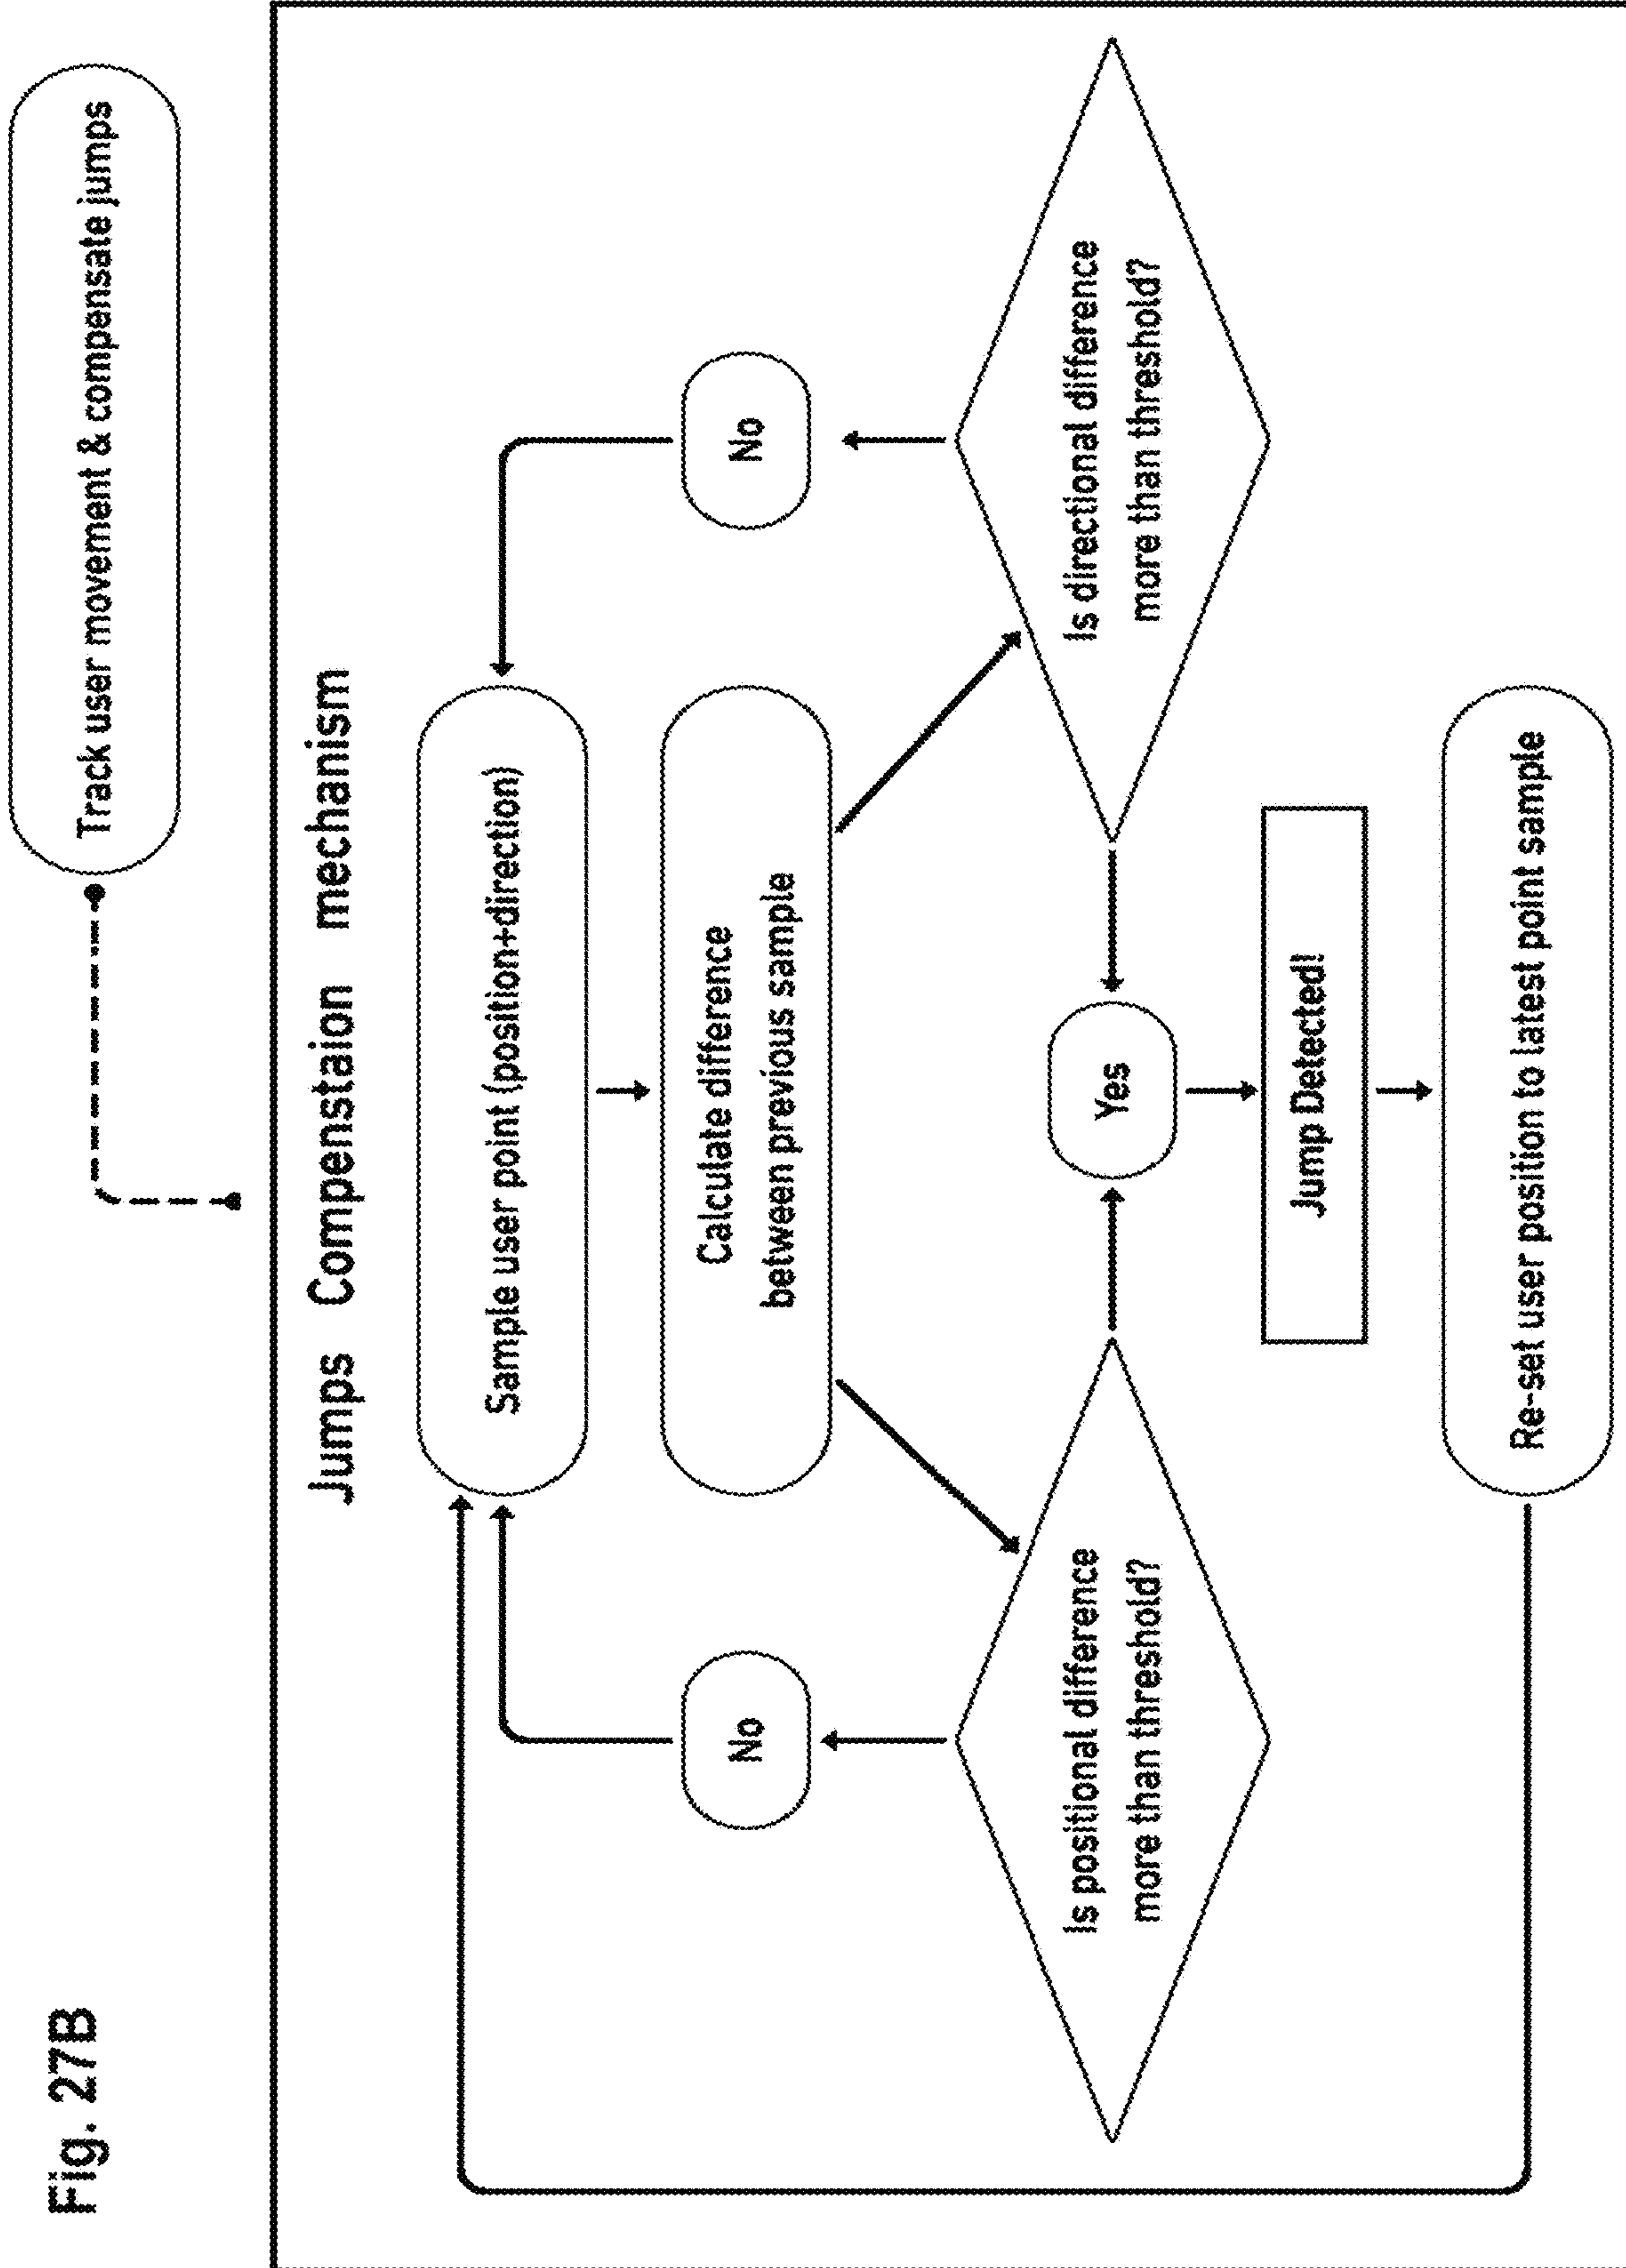 Fig. 27B
Track user movement & compensate jumps
Jumps Compenstaion mechanism
Sample user point (position+direction)
Calculate difference
between previous sample
No
No
Is positional difference
more than threshold?
Yes
Is directional difference
more than threshold?
Jump Detected!
Re-set user position to latest point sample